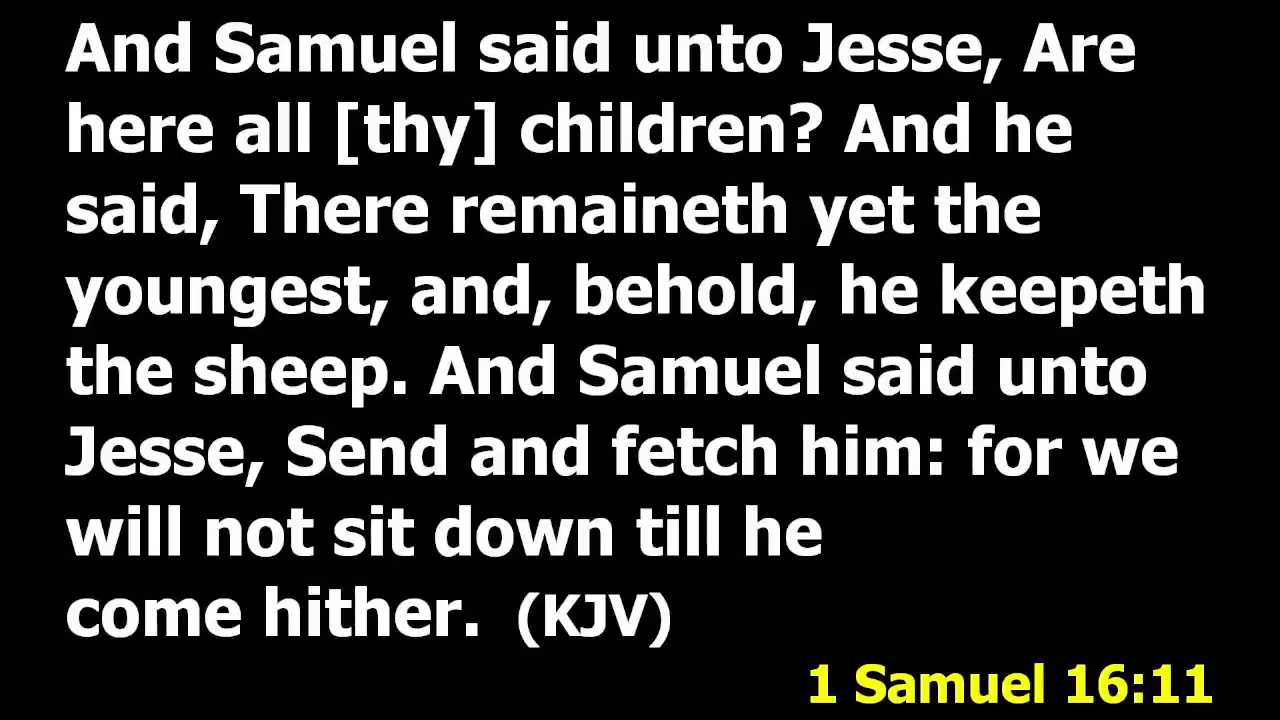 And Samuel said unto Jesse, Are
here all [thy] children? And he
said, There remaineth yet the
youngest, and, behold, he keepeth
the sheep. And Samuel said unto
Jesse, Send and fetch him: for we
will not sit down till he
come hither.  (KJV)
1 Samuel 16:11